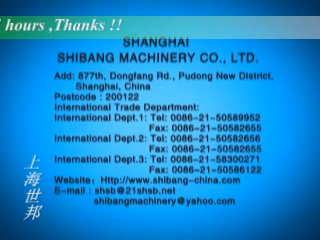 hours ,Thanks !!
SHANGHAI
SHIBANG MACHINERY CO., LTD.
Add: 877th, Dongfang Rd., Pudong New District,
Shanghai, China
Postcode : 200122
International Trade Department:
International Dept.1: Tel: 0086-21-50589952
Fax: 0086-21-50582655
International Dept.2: Tel: 0086-21-50582656
Fax: 0086-21-50582655
International Dept.3: Tel: 0086-21-58300271
Fax: 0086-21-50586122
Website: Http://www.shibang-china.com
E-mail : shsb@21shsb.net
shibangmachinery@yahoo.com
上海世邦